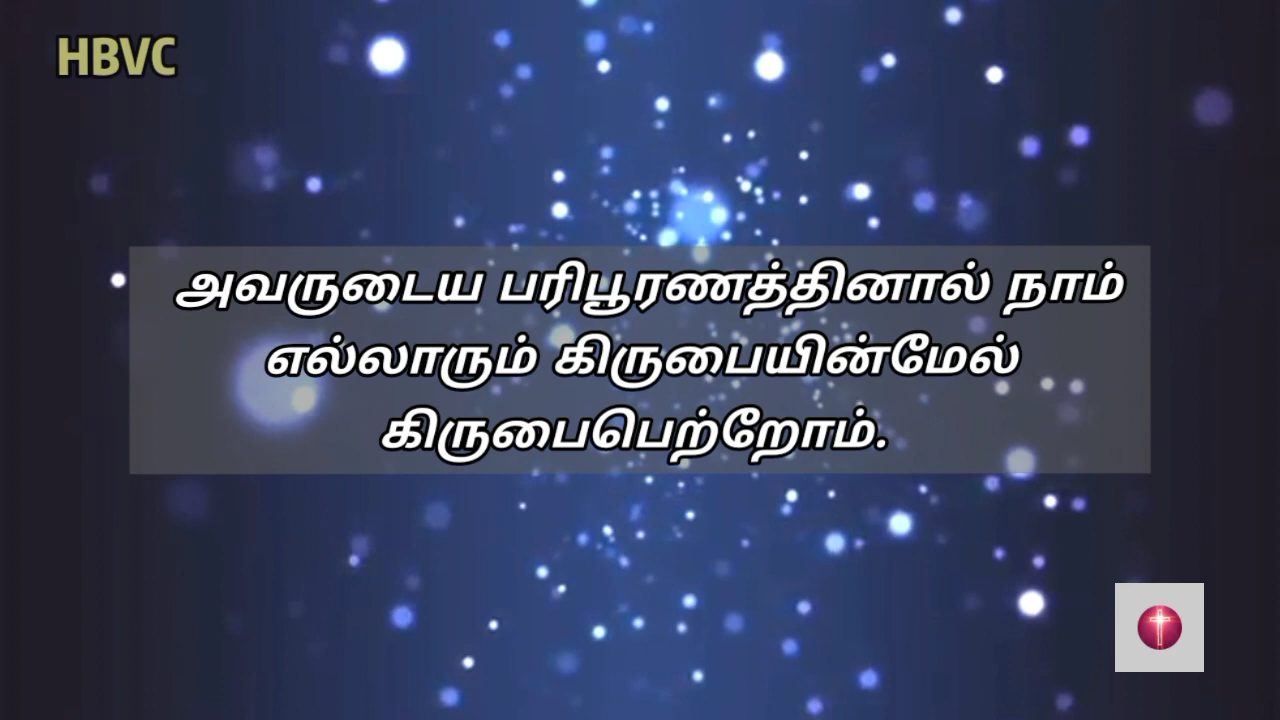 HBVC
அவருடைய பரிபூரணத்தினால் நாம்
எல்லாரும் கிருபையின்மேல்
கிருபைபெற்றோம்.